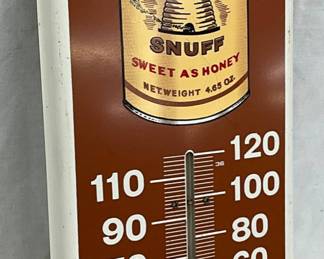 SNUFF
SWEET AS HONEY
NET. WEIGHT 4.65 OZ.
120
110
100
90
80